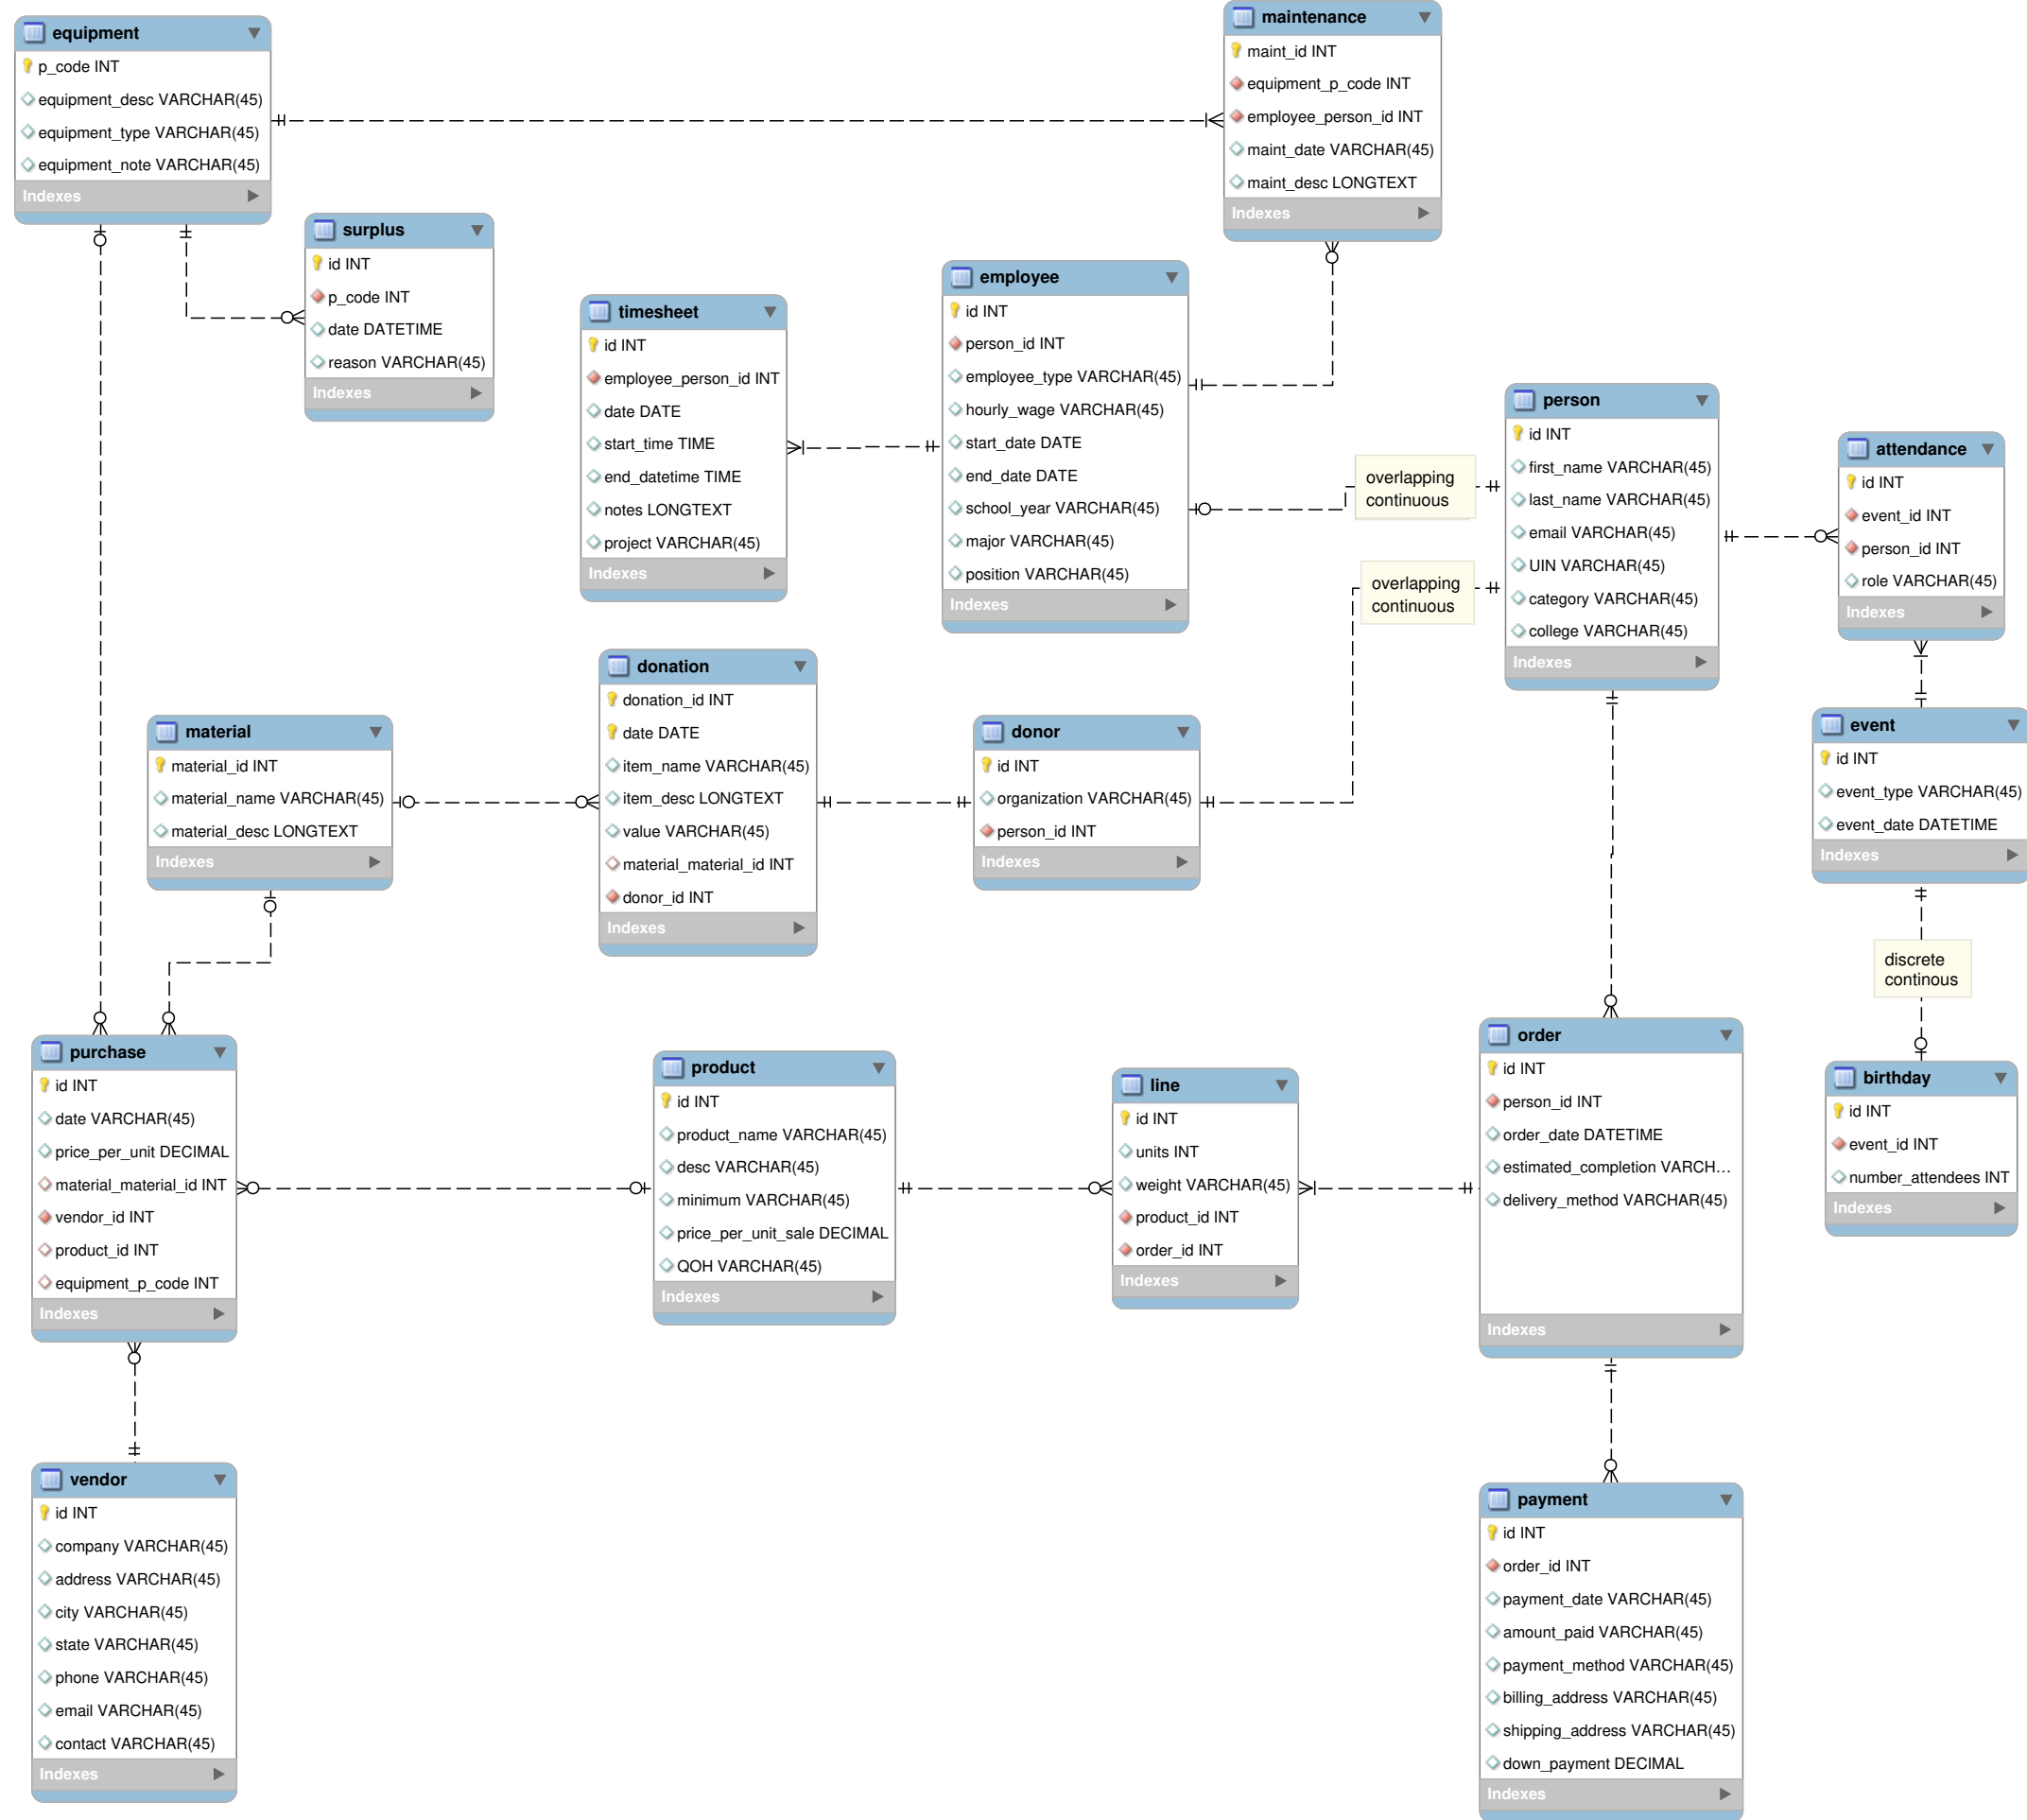 equipment
p_code INT
equipment_desc VARCHAR(45)
equipment_type VARCHAR(45)
equipment_note VARCHAR(45)
Indexes
maintenance
maint_id INT
equipment_p_code INT
employee_person_id INT
maint_date VARCHAR(45)
maint_desc LONGTEXT
Indexes
surplus
id INT
p_code INT
date DATETIME
reason VARCHAR(45)
Indexes
timesheet
id INT
employee_person_id INT
date DATE
start_time TIME
end_datetime TIME
notes LONGTEXT
project VARCHAR(45)
Indexes
employee
id INT
person_id INT
employee_type VARCHAR(45)
hourly_wage VARCHAR(45)
start_date DATE
end_date DATE
school_year VARCHAR(45)
major VARCHAR(45)
position VARCHAR(45)
Indexes
overlapping
continuous
overlapping
continuous
person
id INT
first_name VARCHAR(45)
last_name VARCHAR(45)
email VARCHAR(45)
UIN VARCHAR(45)
category VARCHAR(45)
college VARCHAR(45)
Indexes
attendance
id INT
event_id INT
person_id INT
role VARCHAR(45)
Indexes
material
material_id INT
material_name VARCHAR(45)
material_desc LONGTEXT
Indexes
donation
donation_id INT
date DATE
item_name VARCHAR(45)
item_desc LONGTEXT
value VARCHAR(45)
material_material_id INT
donor_id INT
Indexes
donor
id INT
organization VARCHAR(45)
person_id INT
Indexes
event
id INT
event_type VARCHAR(45)
event_date DATETIME
Indexes
discrete
continous
purchase
id INT
date VARCHAR(45)
price_per_unit DECIMAL
material_material_id INT
vendor_id INT
product_id INT
equipment_p_code INT
Indexes
product
id INT
product_name VARCHAR(45)
desc VARCHAR(45)
minimum VARCHAR(45)
price_per_unit_sale DECIMAL
QOH VARCHAR(45)
Indexes
line
id INT
units INT
weight VARCHAR(45)
product_id INT
order_id INT
Indexes
order
id INT
person_id INT
order_date DATETIME
estimated_completion VARCH...
delivery_method VARCHAR(45)
Indexes
birthday
id INT
event_id INT
number_attendees INT
Indexes
vendor
id INT
company VARCHAR(45)
address VARCHAR(45)
city VARCHAR(45)
state VARCHAR(45)
phone VARCHAR(45)
email VARCHAR(45)
contact VARCHAR(45)
Indexes
payment
id INT
order_id INT
payment_date VARCHAR(45)
amount_paid VARCHAR(45)
payment_method VARCHAR(45)
billing_address VARCHAR(45)
shipping_address VARCHAR(45)
down_payment DECIMAL
Indexes